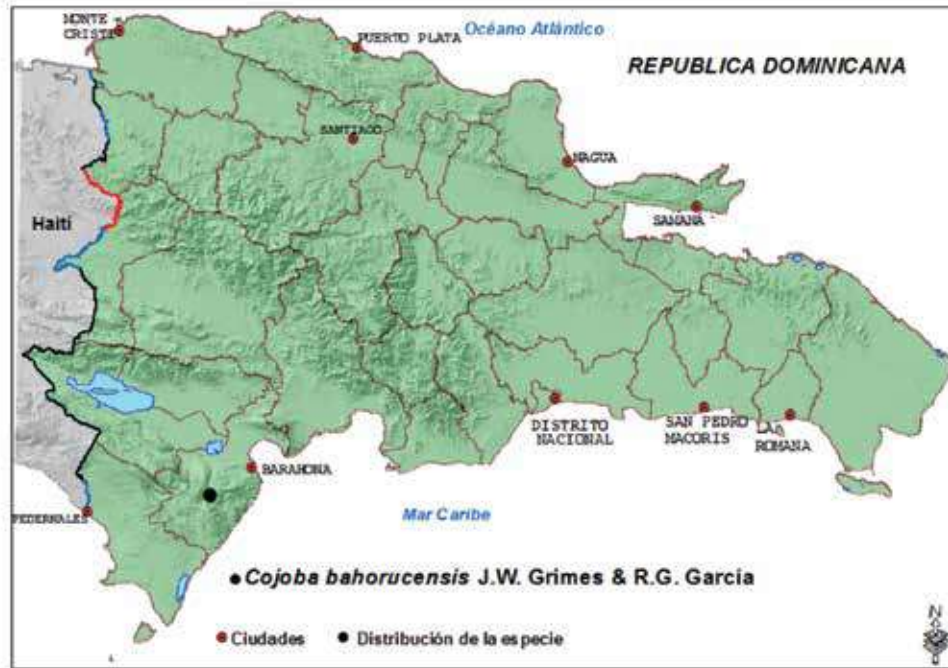 MONTE
CRISTI
PUERTO PLATA
Océano Atlántico
REPUBLICA DOMINICANA
SANTIAGO
NAGUA
SAMANÁ
Haití
DISTRITO
NACIONAL
SAN PEDRO
MACORIS
LA
ROMANA
BARAHONA
PEDERNALES
Mar Caribe
Cojoba bahorucensis J.W. Grimes & R.G. García
Ciudades
Distribución de la especie
N